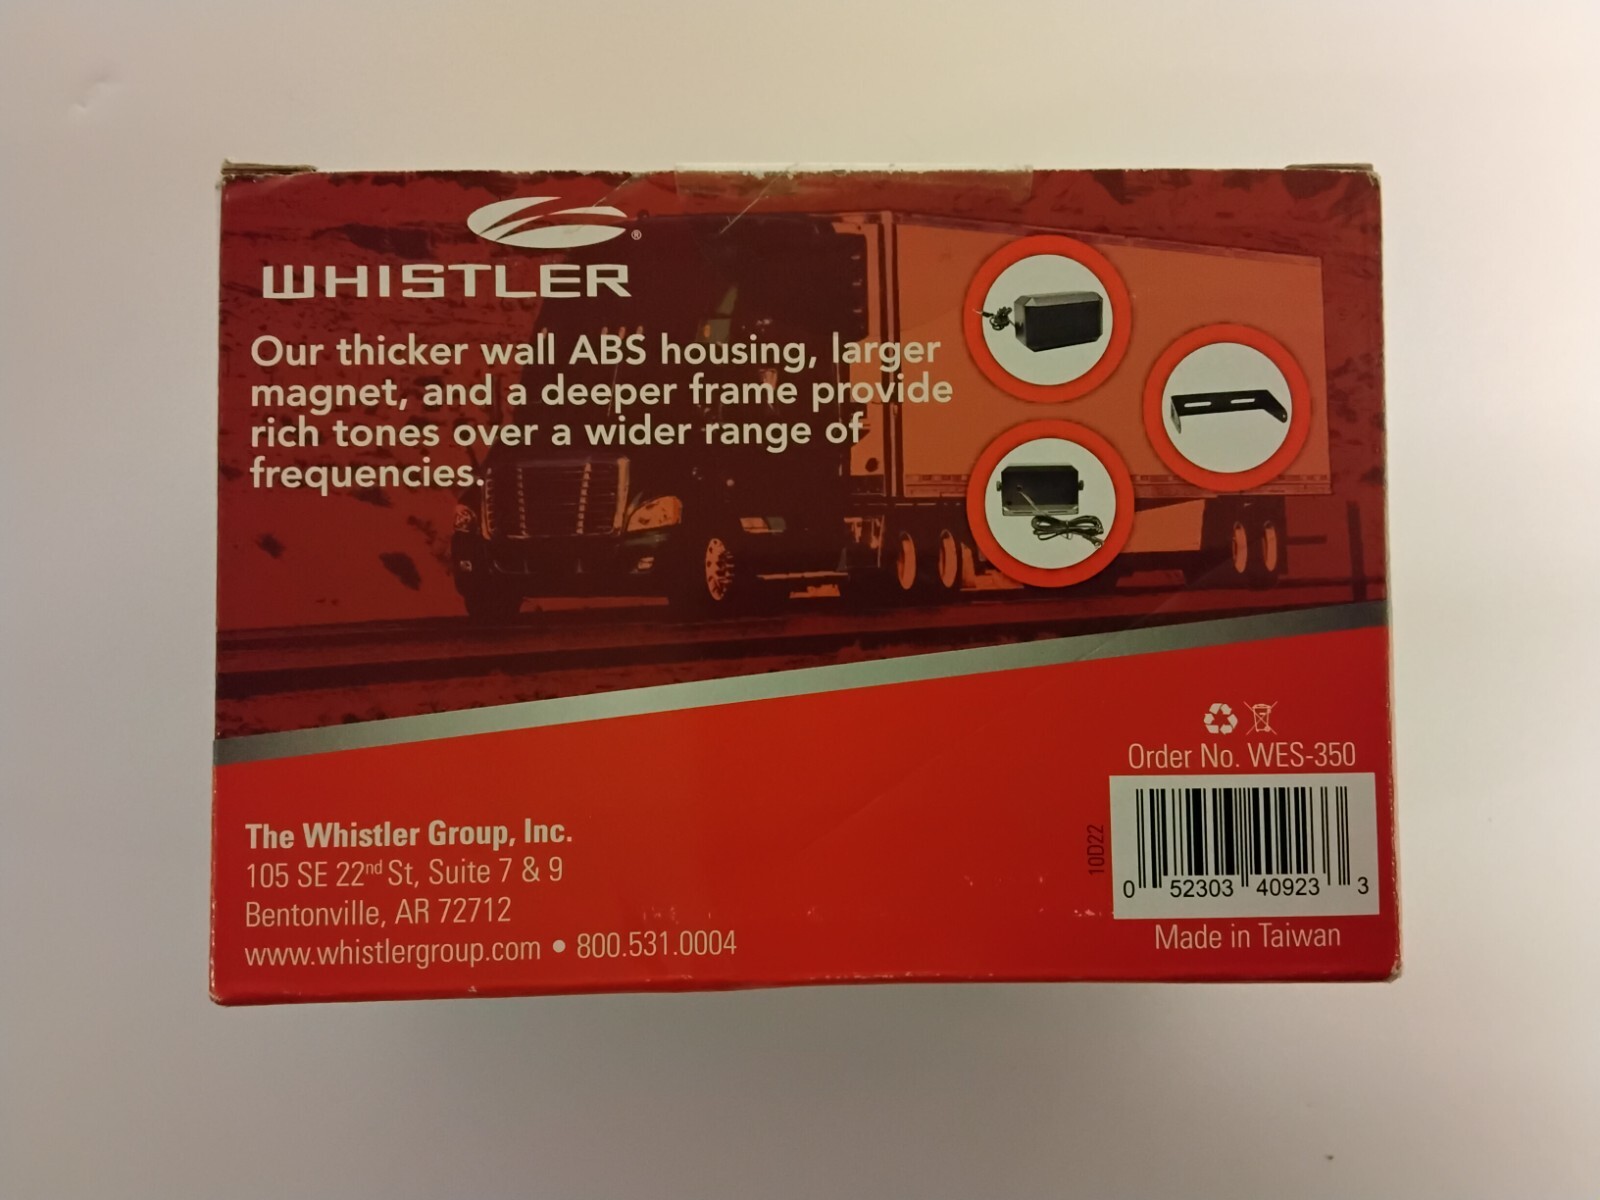 ®
WHISTLER
Our thicker wall ABS housing, larger
magnet, and a deeper frame provide
rich tones over a wider range of
frequencies.
The Whistler Group, Inc.
105 SE 22nd St, Suite 7 & 9
Bentonville, AR 72712
www.whistlergroup.com • 800.531.0004
Order No. WES-350
10D22
0 52303 40923 3
Made in Taiwan